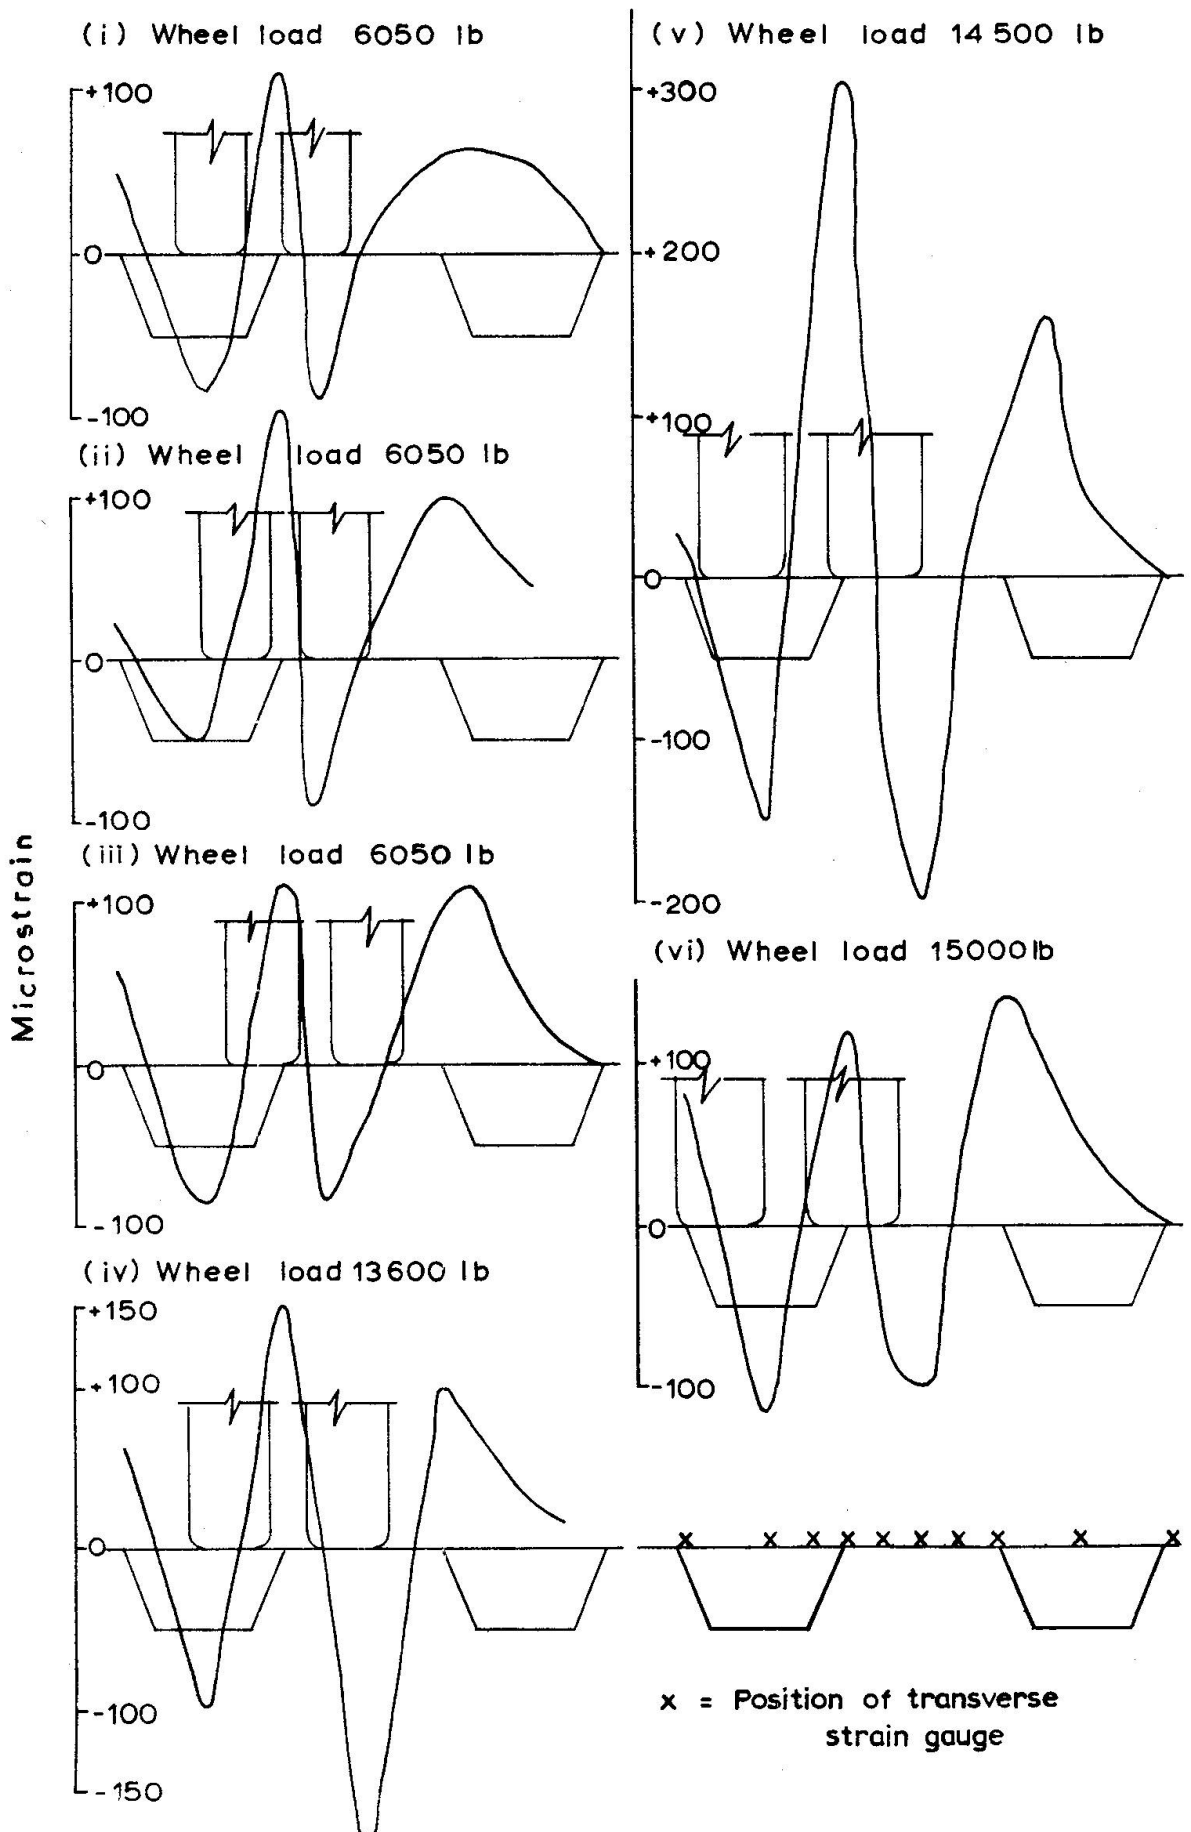 Microstrain
(i) Wheel load 6050 lb
+100
0
-100
(ii) Wheel load 6050 lb
+100
0
-100
(iii) Wheel load 6050 lb
+100
0
-100
(iv) Wheel load 13600 lb
+150
+100
0
-100
-150
(v) Wheel load 14 500 lb
+300
+200
+100
0
-100
-200
(vi) Wheel load 15000 lb
+100
0
-100
x x x x x x x x x x
x = Position of transverse
strain gauge